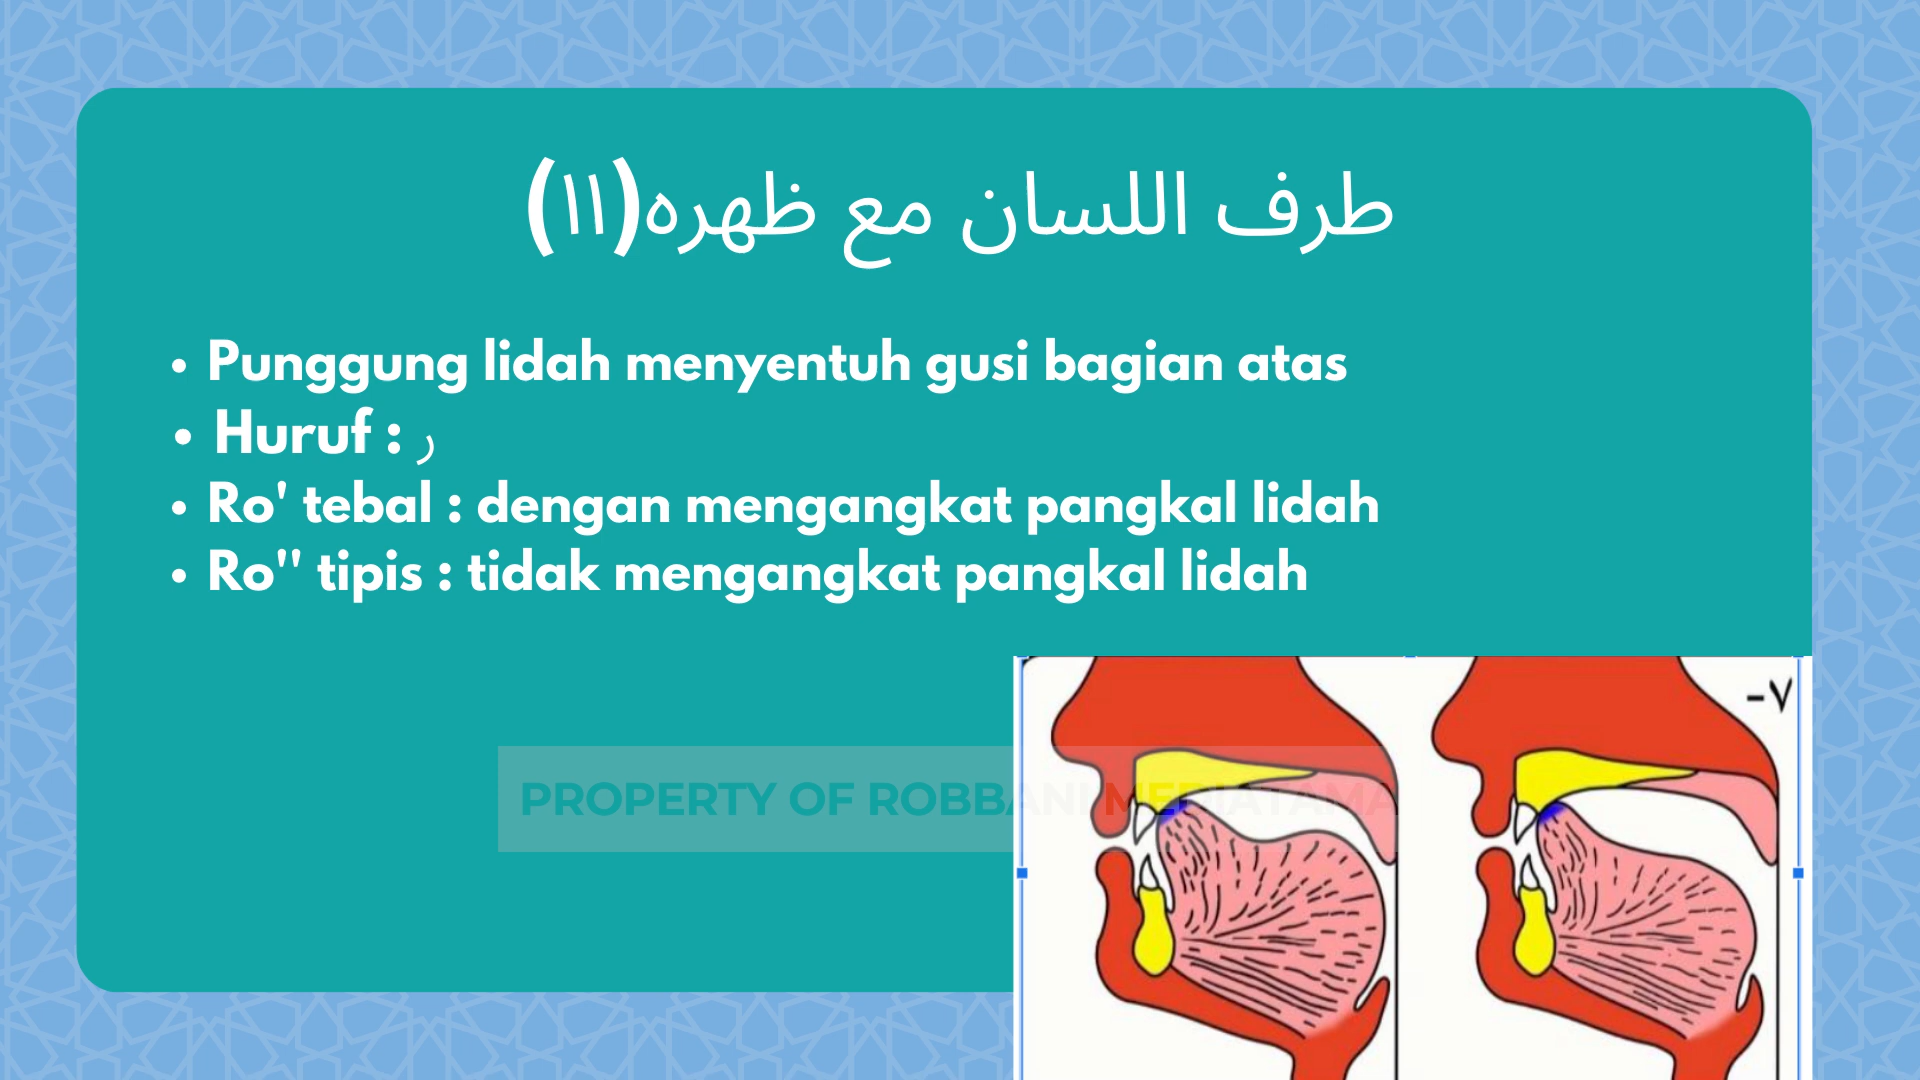 طرف اللسان مع ظهره(١١)
• Punggung lidah menyentuh gusi bagian atas
• Huruf : ر
• Ro' tebal : dengan mengangkat pangkal lidah
• Ro'' tipis : tidak mengangkat pangkal lidah
٧-
PROPERTY OF ROBBANI MEDIATAMA